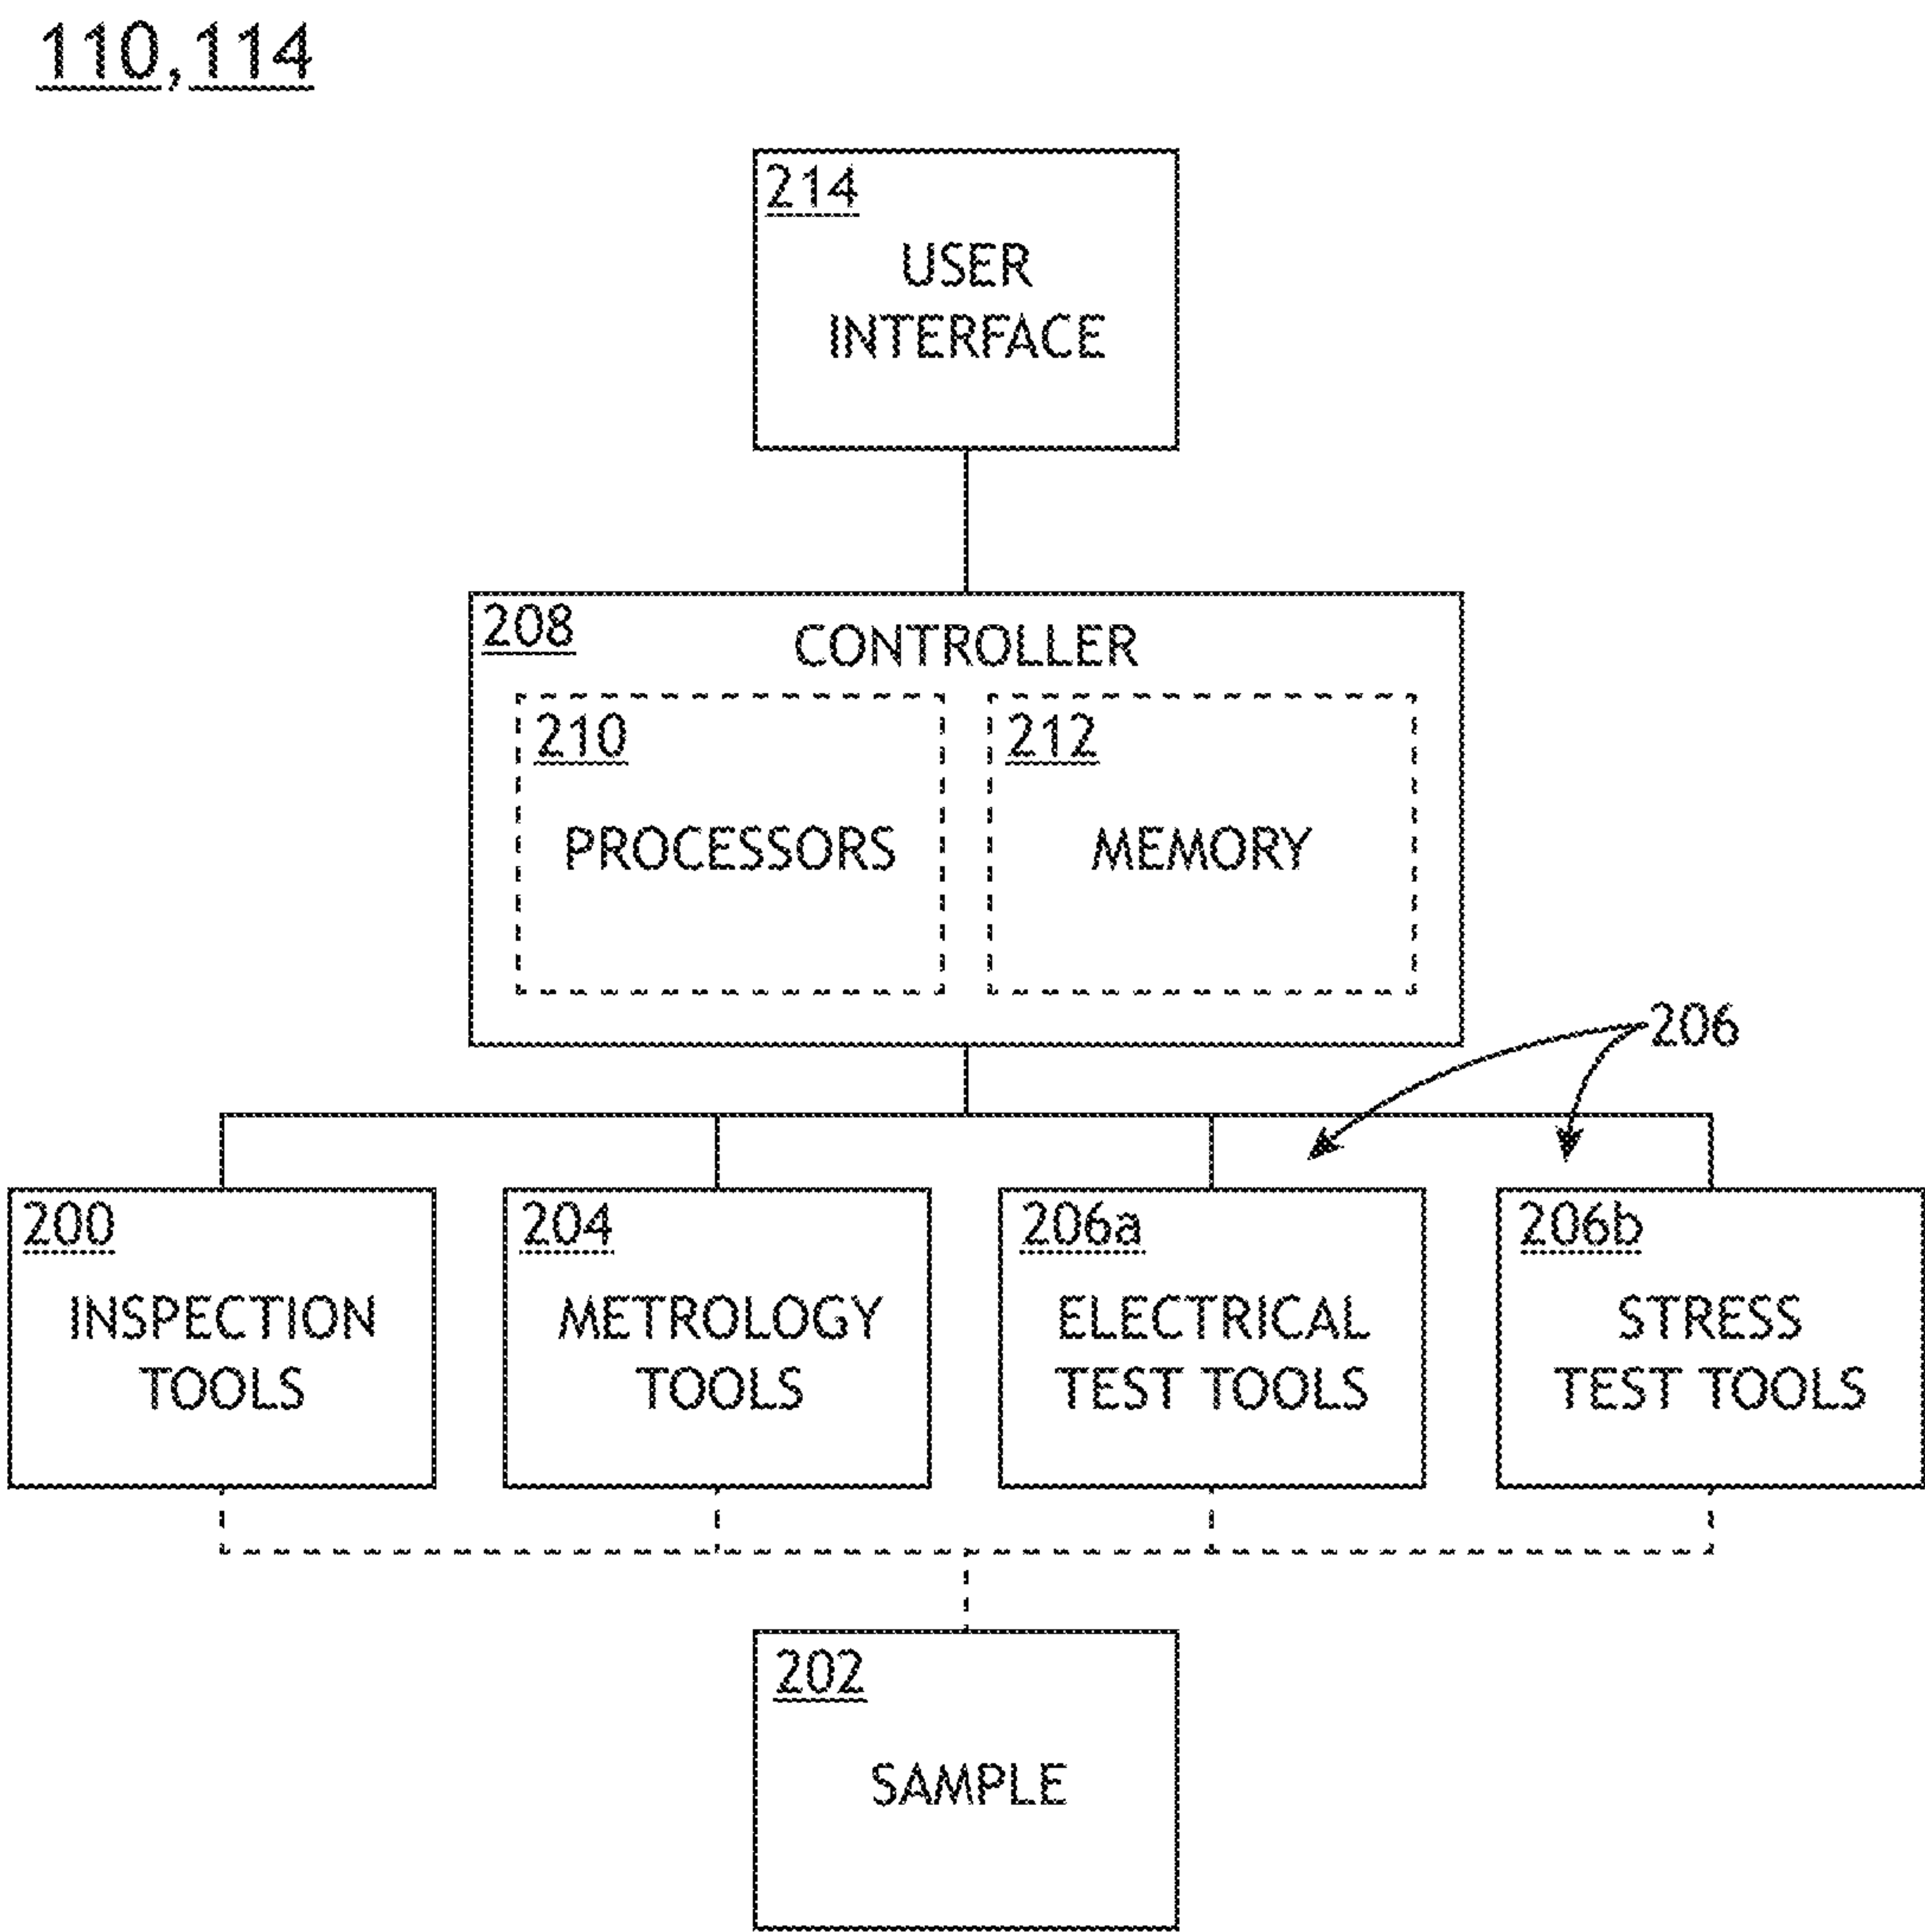 110, 114
214
USER
INTERFACE
208
CONTROLLER
210
PROCESSORS
212
MEMORY
206
200
INSPECTION
TOOLS
204
METROLOGY
TOOLS
206a
ELECTRICAL
TEST TOOLS
206b
STRESS
TEST TOOLS
202
SAMPLE